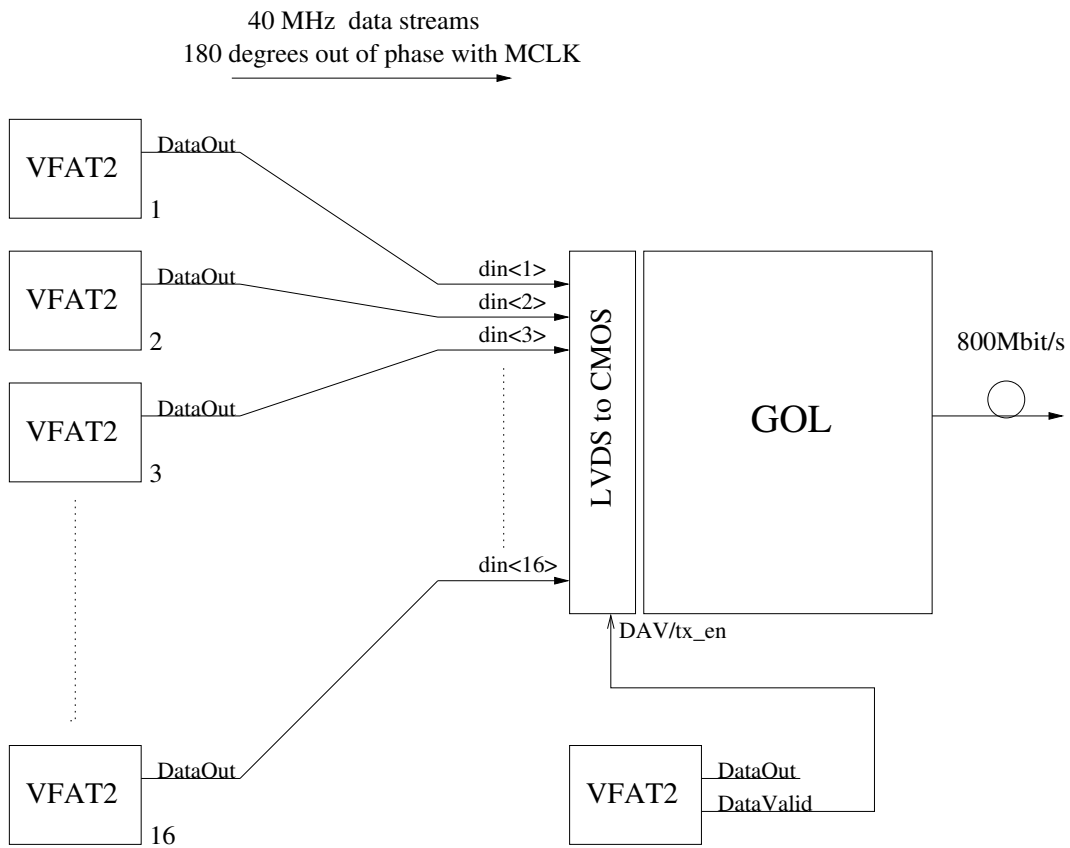 40 MHz data streams
180 degrees out of phase with MCLK
VFAT2
DataOut
1
VFAT2
DataOut
2
VFAT2
DataOut
3
din<1>
din<2>
din<3>
din<16>
LVDS to CMOS
GOL
800Mbit/s
DAV/tx_en
VFAT2
DataOut
16
VFAT2
DataOut
DataValid